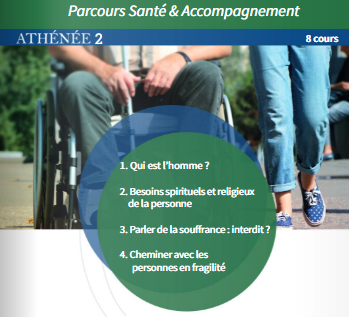 Parcours Santé & Accompagnement
ATHÉNÉE 2
8 cours
1. Qui est l'homme ?
2. Besoins spirituels et religieux
de la personne
3. Parler de la souffrance : interdit ?
4. Cheminer avec les
personnes en fragilité